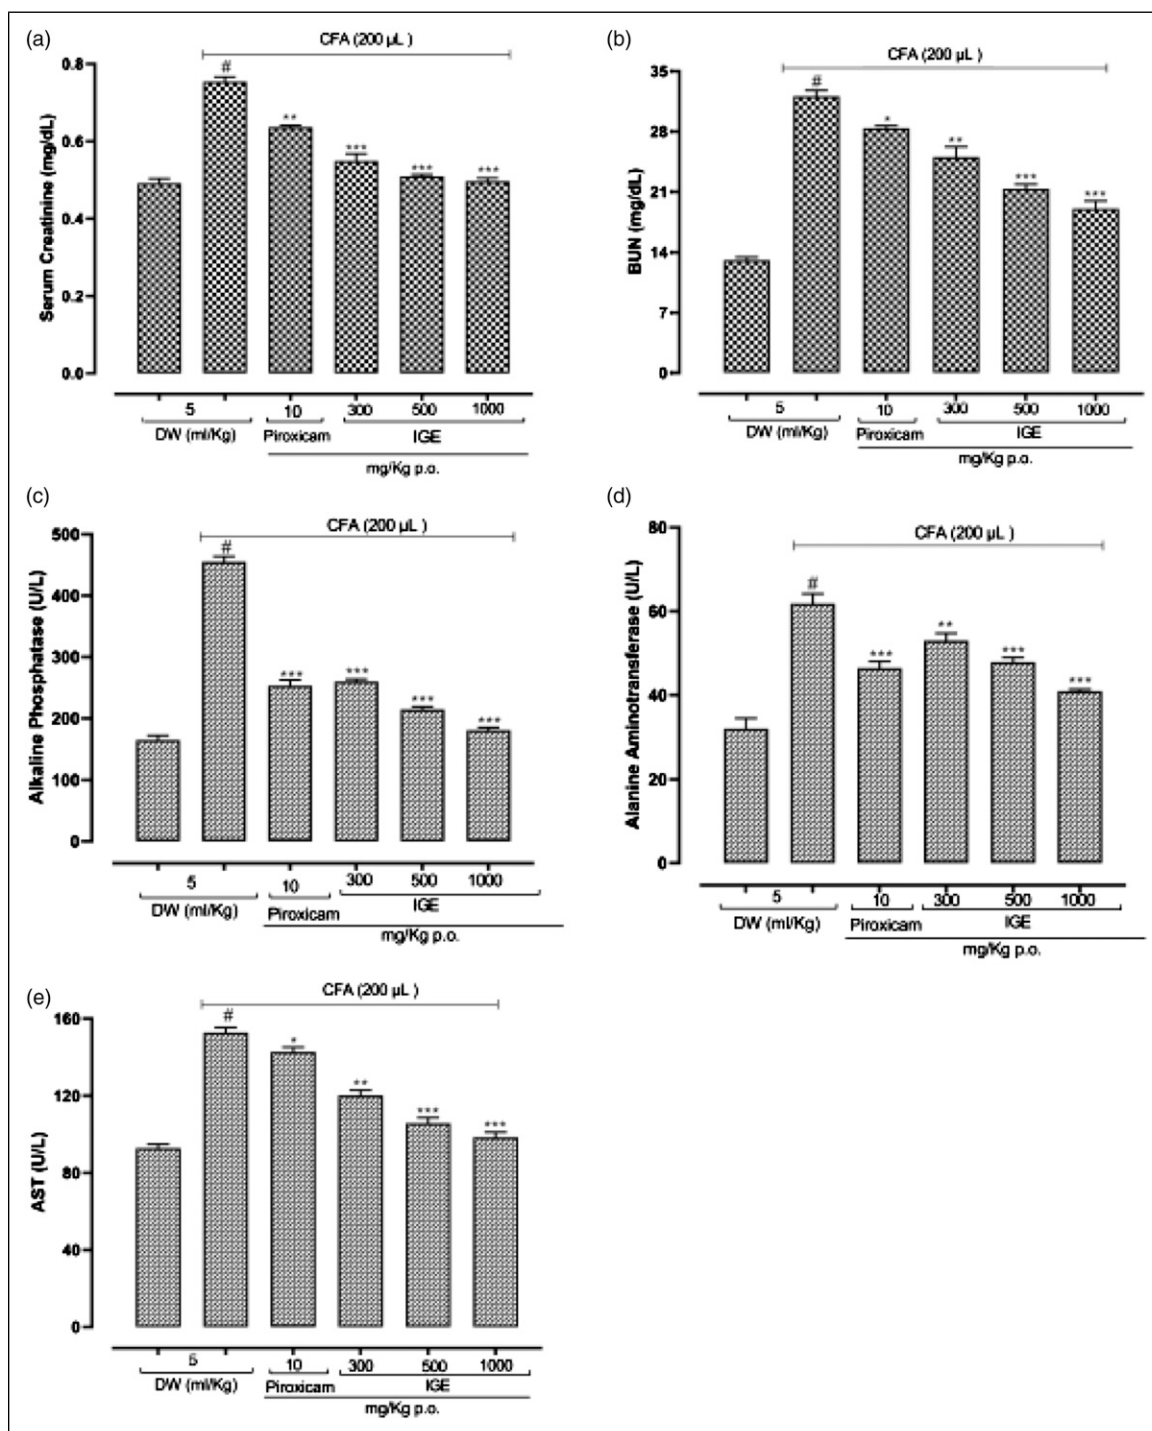 (a)
CFA (200 µL )
0.8
0.6
0.4
0.2
0.0
Serum Creatinine (mg/dL)
#
**
***
***
***
5
10
300
500
1000
DW (ml/Kg)
Piroxicam
IGE
mg/Kg p.o.
(b)
CFA (200 µL )
35
28
21
14
7
0
BUN (mg/dL)
#
*
**
***
***
5
10
300
500
1000
DW (ml/Kg)
Piroxicam
IGE
mg/Kg p.o.
(c)
CFA (200 µL )
500
400
300
200
100
0
Alkaline Phosphatase (U/L)
#
***
***
***
***
5
10
300
500
1000
DW (ml/Kg)
Piroxicam
IGE
mg/Kg p.o.
(d)
CFA (200 µL )
80
60
40
20
0
Alanine Aminotransferase (U/L)
#
***
**
***
***
5
10
300
500
1000
DW (ml/Kg)
Piroxicam
IGE
mg/Kg p.o.
(e)
CFA (200 µL )
160
120
80
40
0
AST (U/L)
#
*
**
***
***
5
10
300
500
1000
DW (ml/Kg)
Piroxicam
IGE
mg/Kg p.o.